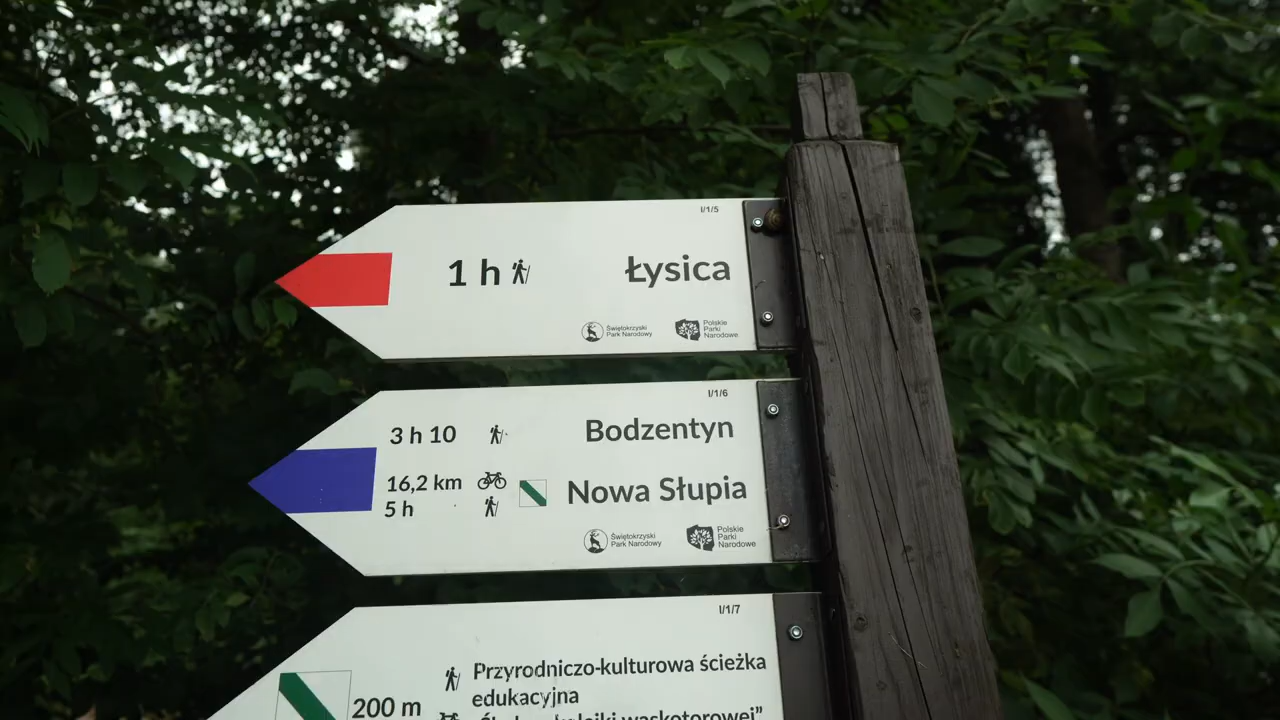 I/1/5
1 h Łysica
Świętokrzyski
Park Narodowy
Polskie
Parki
Narodowe
I/1/6
3 h 10 Bodzentyn
16,2 km
5 h
Nowa Słupia
Świętokrzyski
Park Narodowy
Polskie
Parki
Narodowe
I/1/7
Przyrodniczo-kulturowa ścieżka
edukacyjna
200 m
wąskotorowej”